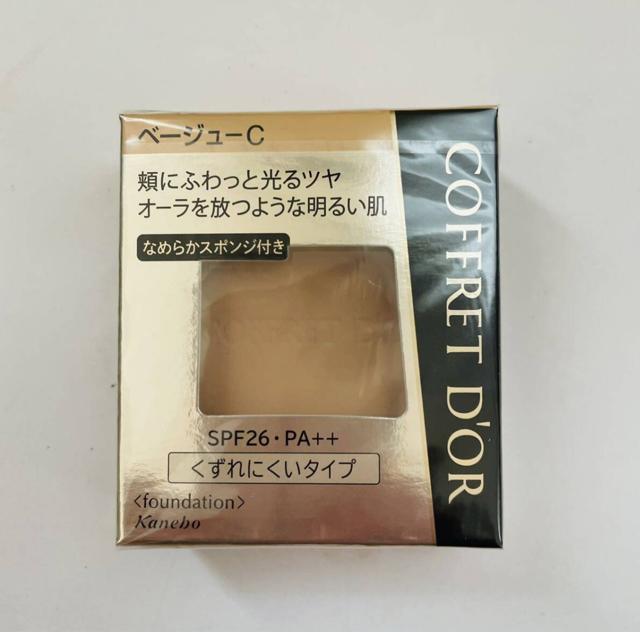 ベージューC
頬にふわっと光るツヤ
オーラを放つような明るい肌
なめらかスポンジ付き
SPF26・PA++
くずれにくいタイプ
<foundation>
Kanebo
COFFRET D'OR